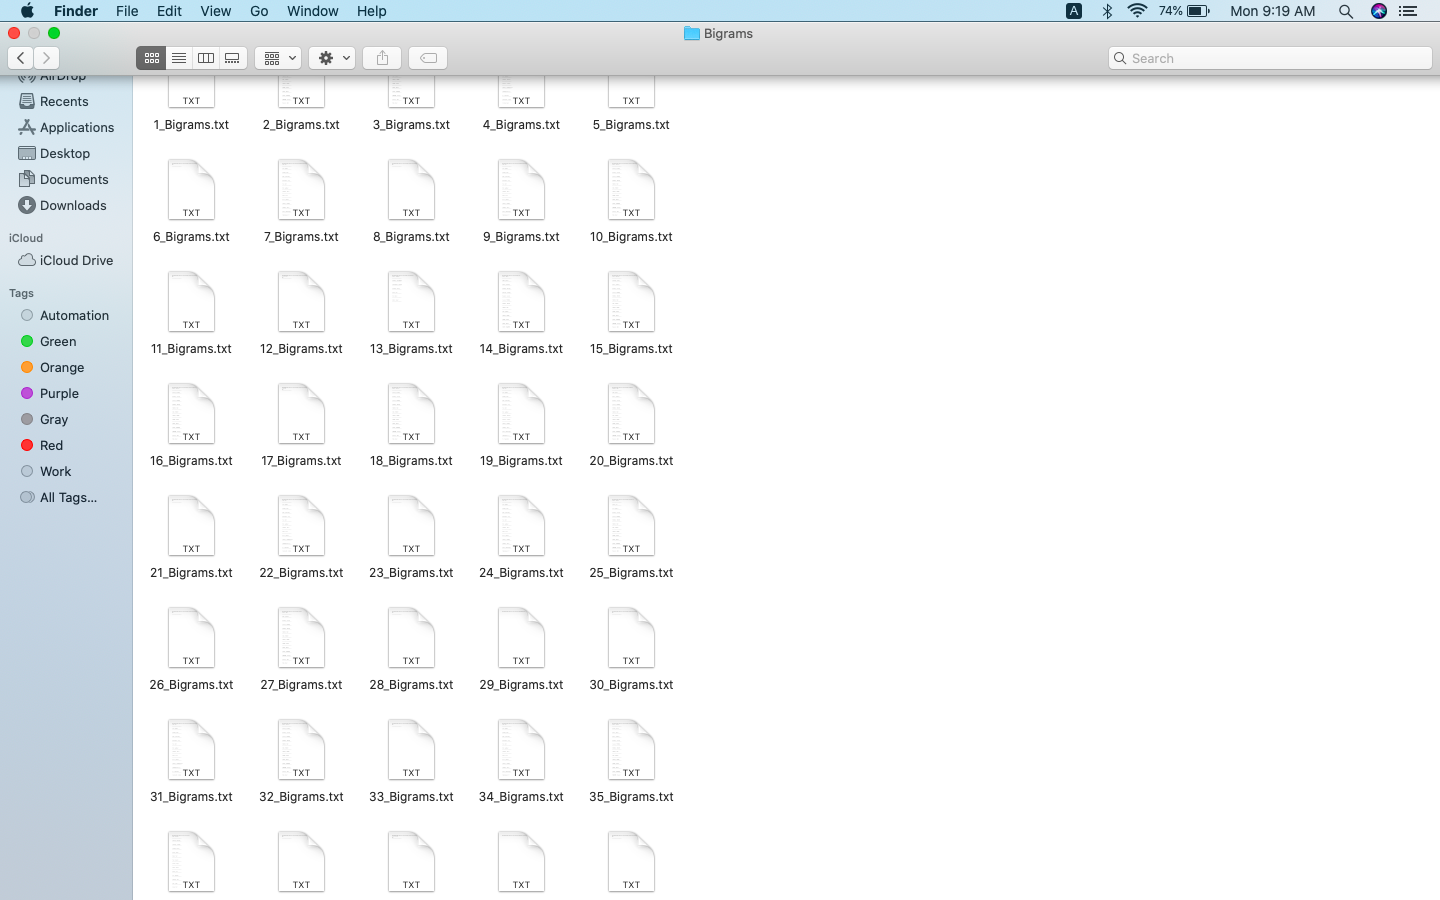 Finder File Edit View Go Window Help A 74% Mon 9:19 AM
Bigrams
Search
AirDrop
Recents
Applications
Desktop
Documents
Downloads
iCloud
iCloud Drive
Tags
Automation
Green
Orange
Purple
Gray
Red
Work
All Tags...
TXT TXT TXT TXT TXT
1_Bigrams.txt 2_Bigrams.txt 3_Bigrams.txt 4_Bigrams.txt 5_Bigrams.txt
TXT TXT TXT TXT TXT
6_Bigrams.txt 7_Bigrams.txt 8_Bigrams.txt 9_Bigrams.txt 10_Bigrams.txt
TXT TXT TXT TXT TXT
11_Bigrams.txt 12_Bigrams.txt 13_Bigrams.txt 14_Bigrams.txt 15_Bigrams.txt
TXT TXT TXT TXT TXT
16_Bigrams.txt 17_Bigrams.txt 18_Bigrams.txt 19_Bigrams.txt 20_Bigrams.txt
TXT TXT TXT TXT TXT
21_Bigrams.txt 22_Bigrams.txt 23_Bigrams.txt 24_Bigrams.txt 25_Bigrams.txt
TXT TXT TXT TXT TXT
26_Bigrams.txt 27_Bigrams.txt 28_Bigrams.txt 29_Bigrams.txt 30_Bigrams.txt
TXT TXT TXT TXT TXT
31_Bigrams.txt 32_Bigrams.txt 33_Bigrams.txt 34_Bigrams.txt 35_Bigrams.txt
TXT TXT TXT TXT TXT